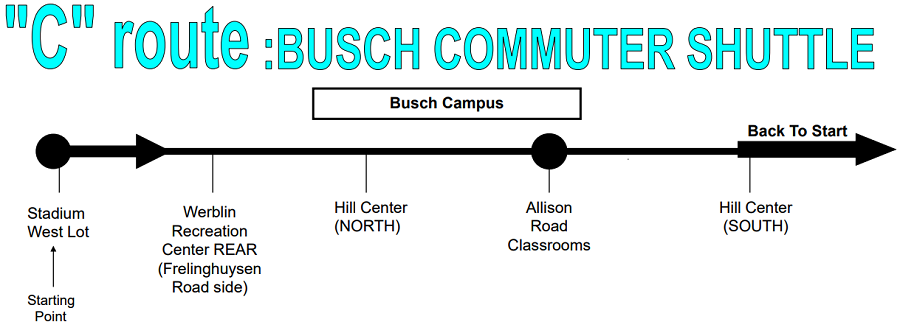 "C" route :BUSCH COMMUTER SHUTTLE
Busch Campus
Back To Start
Stadium
West Lot
Werblin
Recreation
Center REAR
(Frelinghuysen
Road side)
Hill Center
(NORTH)
Allison
Road
Classrooms
Hill Center
(SOUTH)
Starting
Point